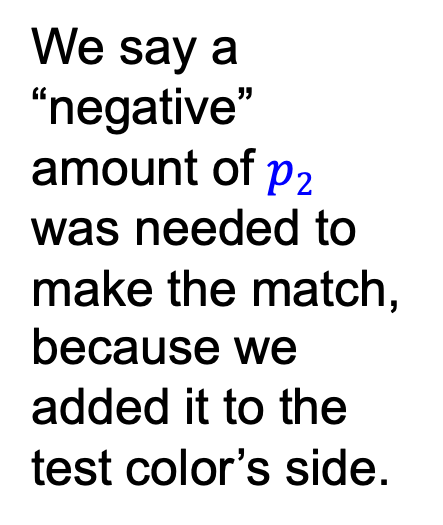 We say a
“negative”
amount of p₂
was needed to
make the match,
because we
added it to the
test color’s side.